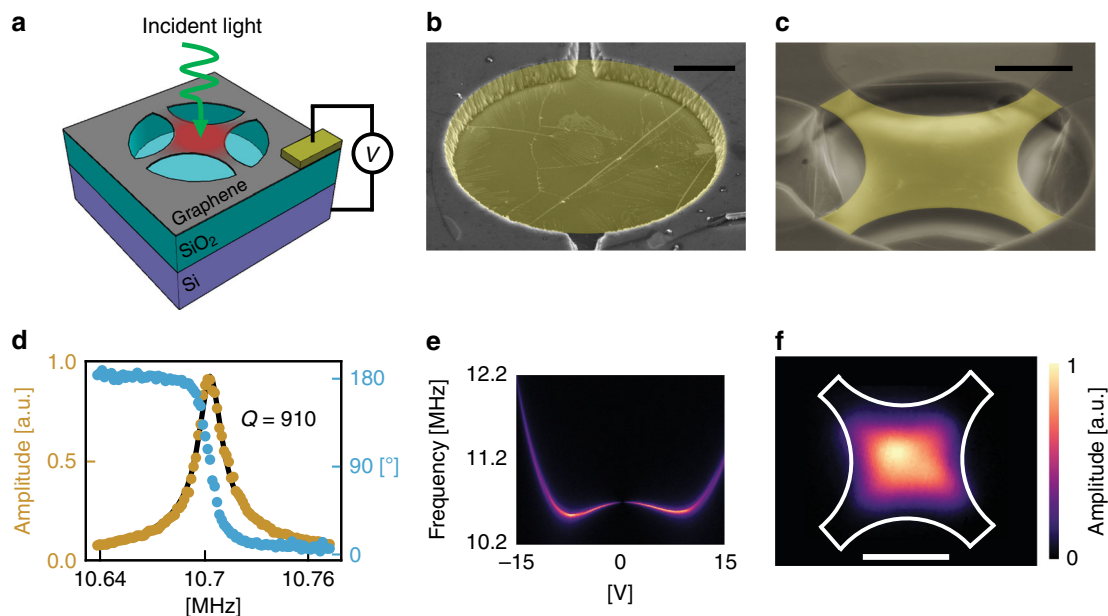 a
Incident light
V
Graphene
SiO2
Si
b
c
d
Amplitude [a.u.]
1.0
0.5
0.0
180
90 [°]
0
Q = 910
10.64
10.7
10.76
[MHz]
e
Frequency [MHz]
12.2
11.2
10.2
−15
0
15
[V]
f
1
0
Amplitude [a.u.]